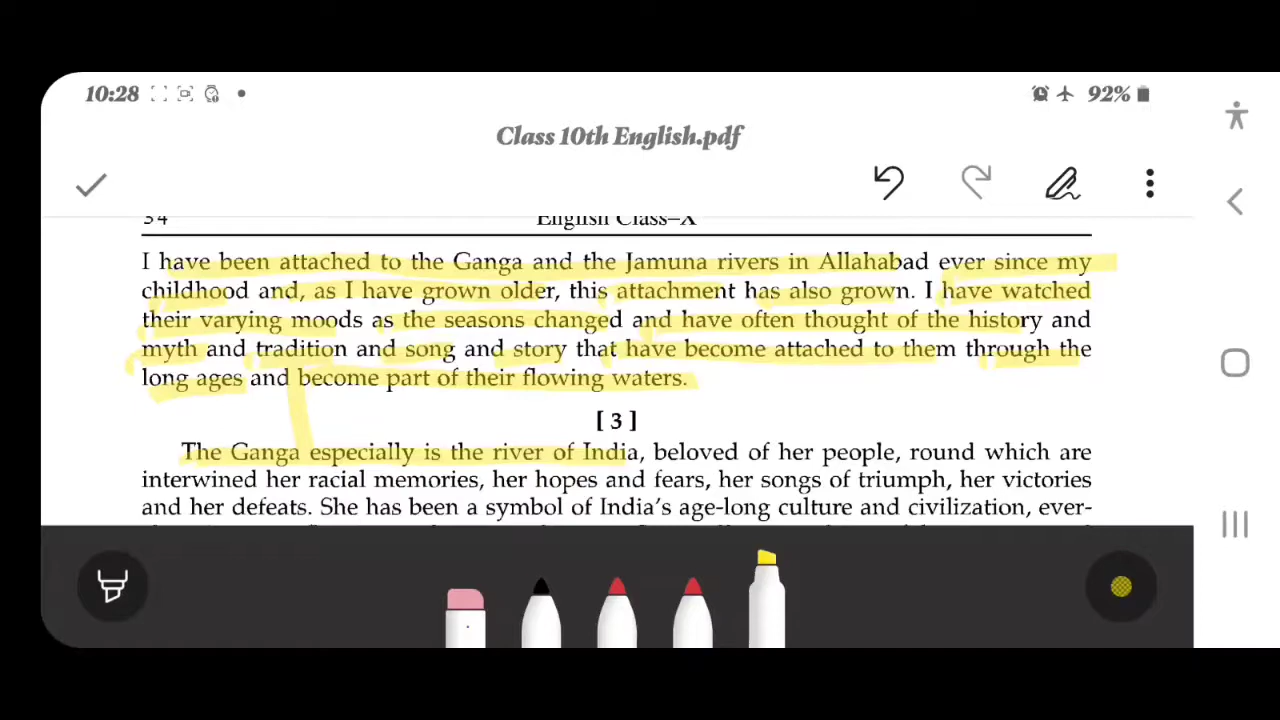 10:28
92%
Class 10th English.pdf
34 English Class–X
I have been attached to the Ganga and the Jamuna rivers in Allahabad ever since my
childhood and, as I have grown older, this attachment has also grown. I have watched
their varying moods as the seasons changed and have often thought of the history and
myth and tradition and song and story that have become attached to them through the
long ages and become part of their flowing waters.
[ 3 ]
The Ganga especially is the river of India, beloved of her people, round which are
interwined her racial memories, her hopes and fears, her songs of triumph, her victories
and her defeats. She has been a symbol of India's age-long culture and civilization, ever-